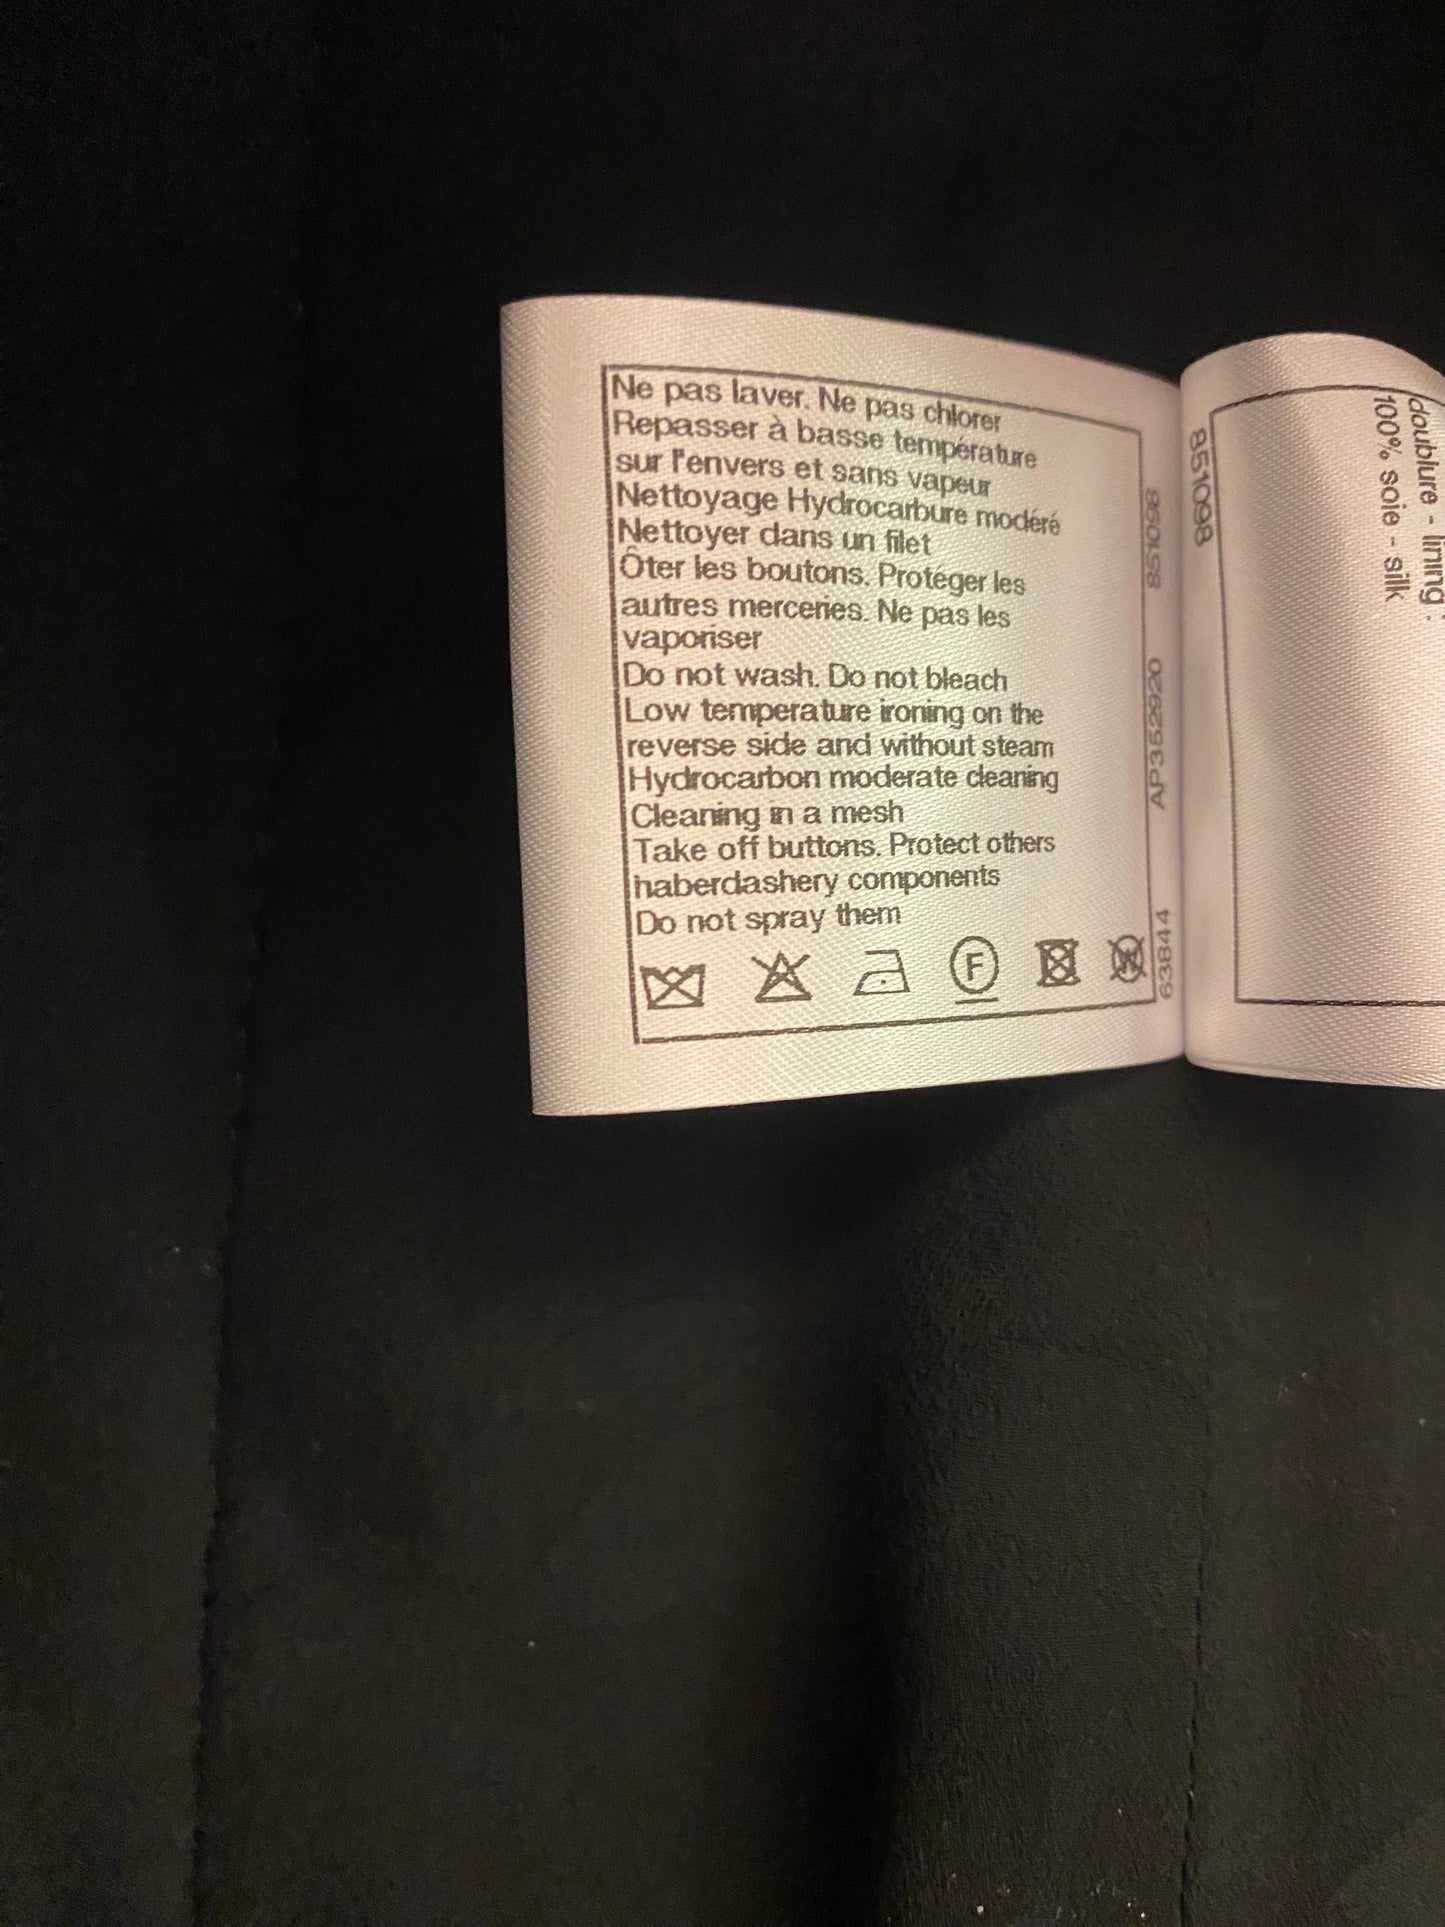 Ne pas laver. Ne pas chlorer
Repasser à basse température
sur l'envers et sans vapeur
Nettoyage Hydrocarbure modéré
Nettoyer dans un filet
Ôter les boutons. Protéger les
autres merceries. Ne pas les
vaporiser
Do not wash. Do not bleach
Low temperature ironing on the
reverse side and without steam
Hydrocarbon moderate cleaning
Cleaning in a mesh
Take off buttons. Protect others
haberdashery components
Do not spray them
F
63844 AP352920 851098
851098
doublure - lining :
100% soie - silk